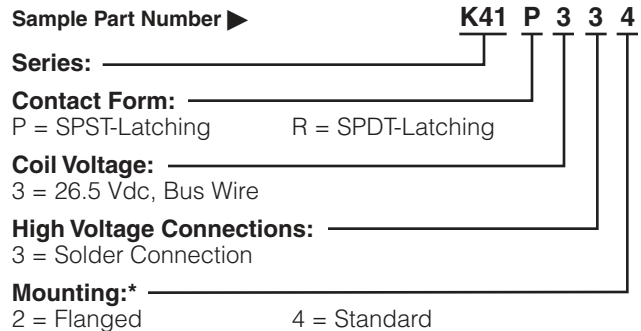 Sample Part Number ▶ K41 P 3 3 4
Series:
Contact Form:
P = SPST-Latching R = SPDT-Latching
Coil Voltage:
3 = 26.5 Vdc, Bus Wire
High Voltage Connections:
3 = Solder Connection
Mounting:*
2 = Flanged 4 = Standard